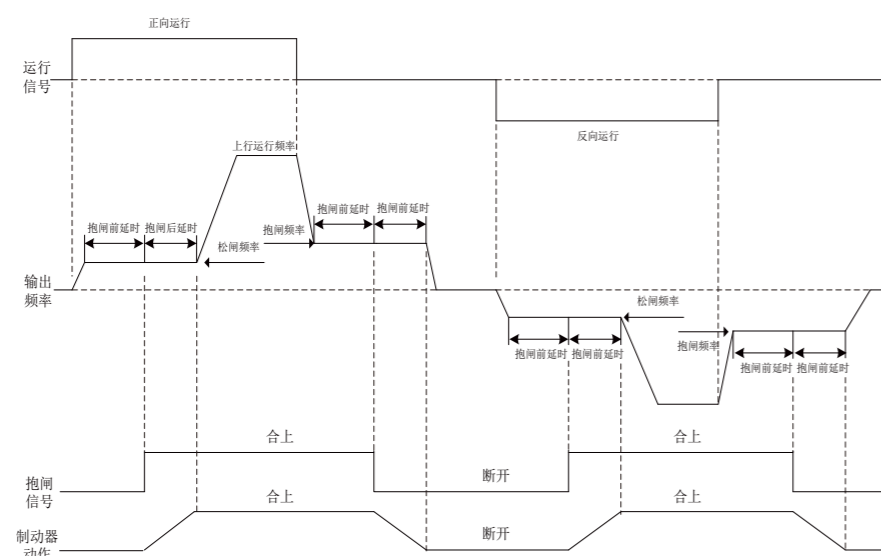 正向运行
运行
信号
反向运行
上行运行频率
抱闸前延时
抱闸后延时
抱闸前延时
抱闸前延时
抱闸频率
松闸频率
输出
频率
松闸频率
抱闸频率
抱闸前延时
抱闸前延时
抱闸前延时
抱闸前延时
合上
合上
抱闸
信号
断开
合上
合上
制动器
动作
断开